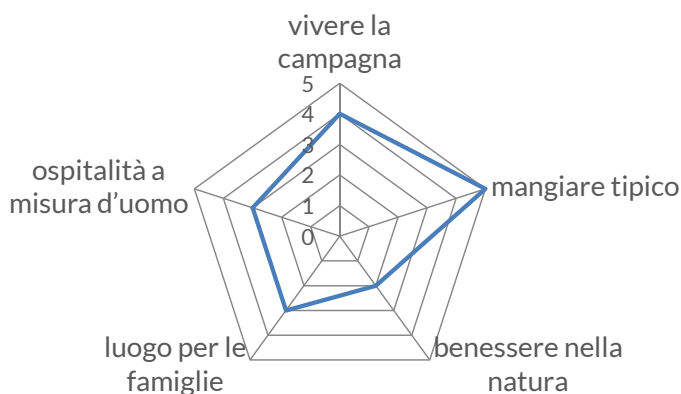 vivere la
campagna
5
4
3
2
1
0
mangiare tipico
benessere nella
natura
luogo per le
famiglie
ospitalità a
misura d’uomo